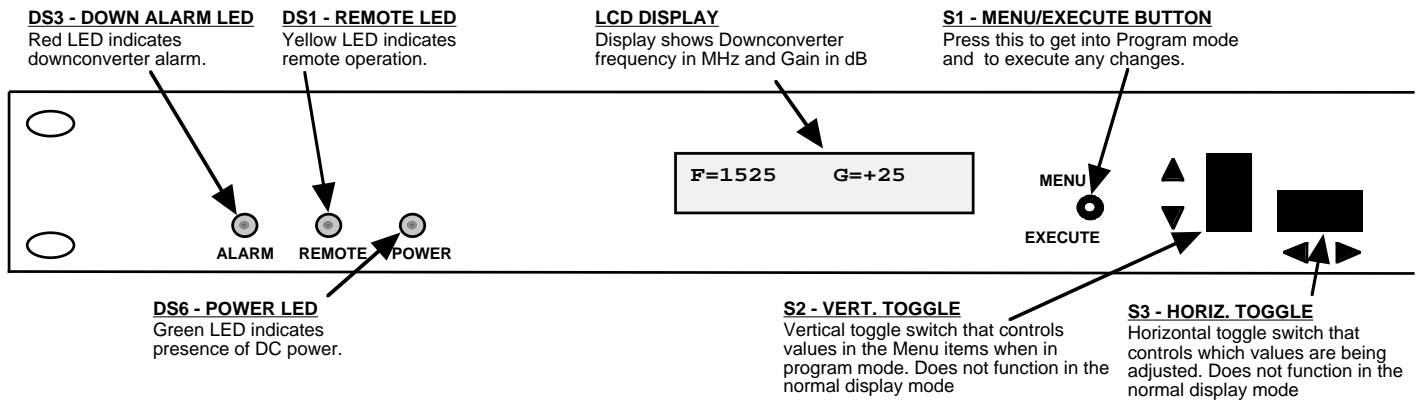 DS3 - DOWN ALARM LED
Red LED indicates
downconverter alarm.
DS1 - REMOTE LED
Yellow LED indicates
remote operation.
LCD DISPLAY
Display shows Downconverter
frequency in MHz and Gain in dB
S1 - MENU/EXECUTE BUTTON
Press this to get into Program mode
and to execute any changes.
F=1525 G=+25
MENU
EXECUTE
ALARM REMOTE POWER
DS6 - POWER LED
Green LED indicates
presence of DC power.
S2 - VERT. TOGGLE
Vertical toggle switch that controls
values in the Menu items when in
program mode. Does not function in the
normal display mode
S3 - HORIZ. TOGGLE
Horizontal toggle switch that
controls which values are being
adjusted. Does not function in the
normal display mode